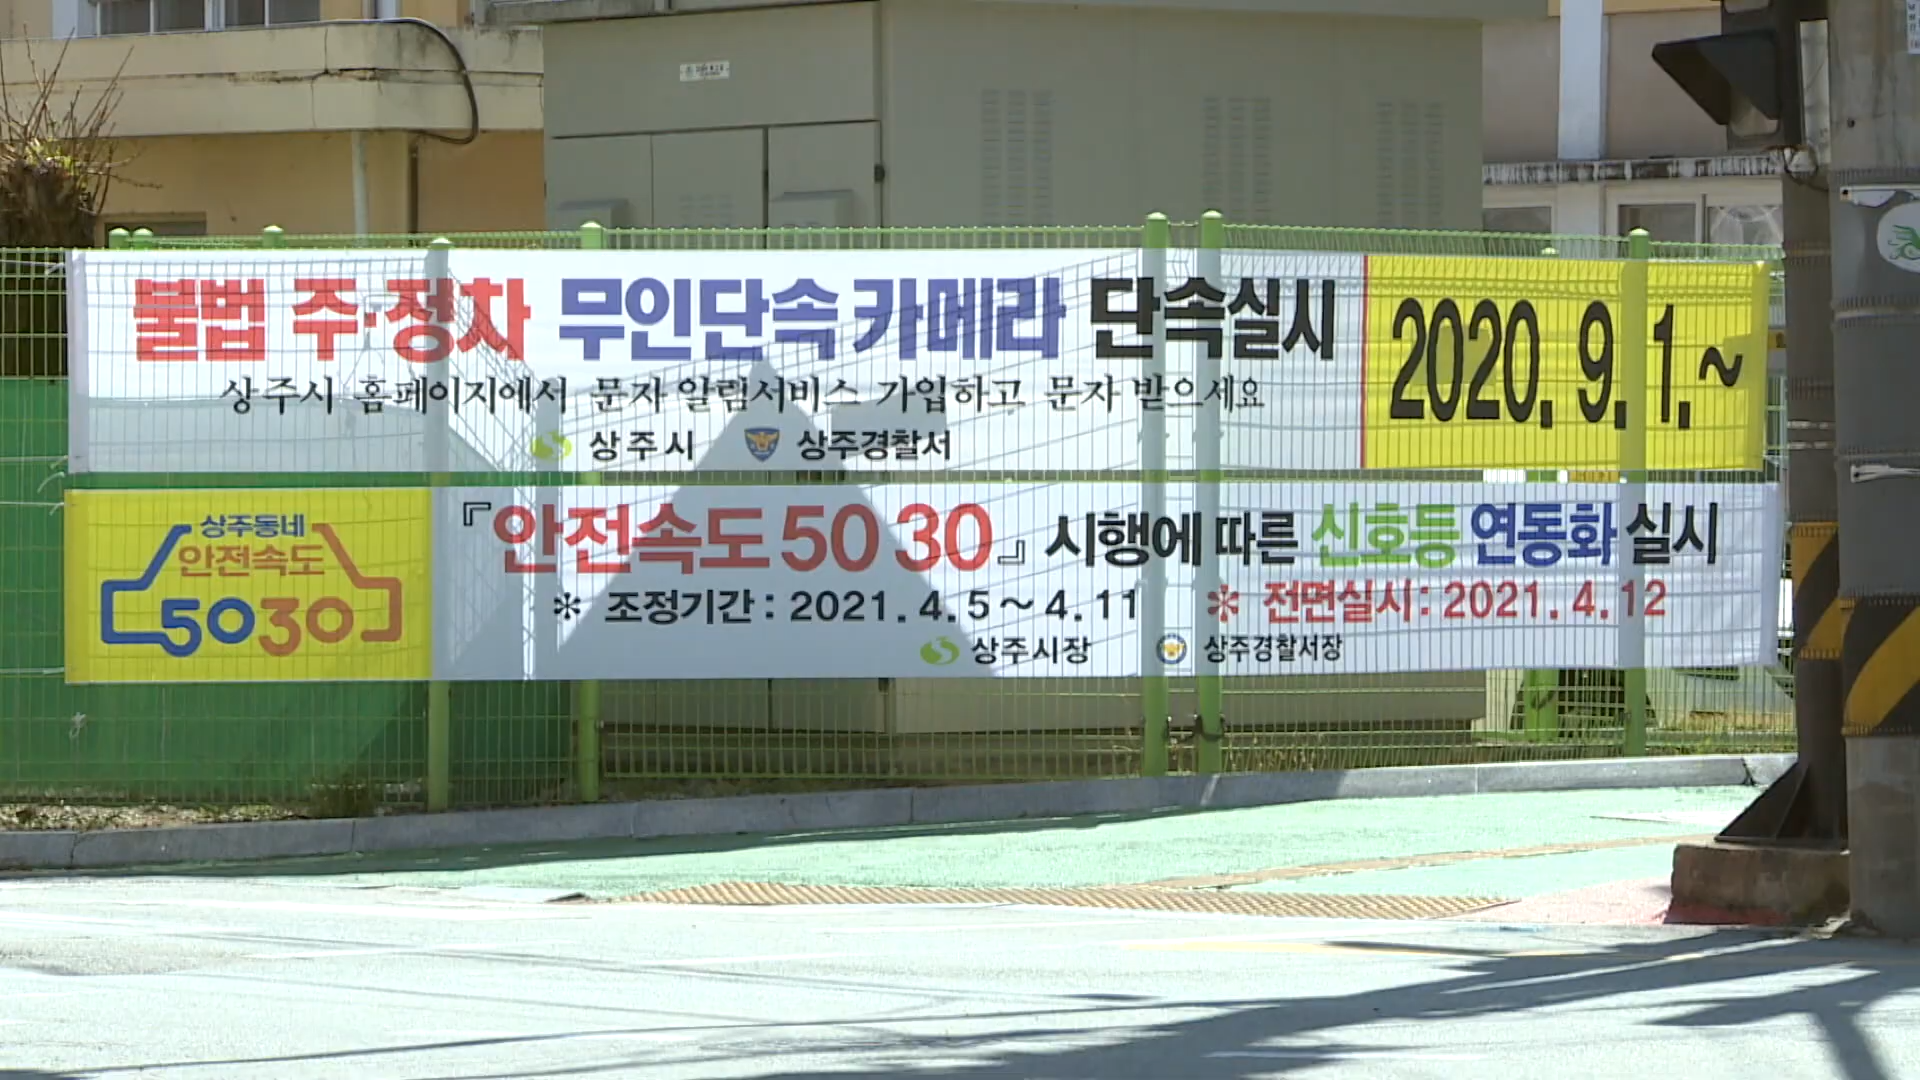 불법 주·정차 무인단속 카메라 단속실시 2020. 9. 1. ~
상주시 홈페이지에서 문자 알림서비스 가입하고 문자 받으세요
상주시 상주경찰서
상주동네
안전속도
5030
『안전속도 50 30』 시행에 따른 신호등 연동화 실시
* 조정기간 : 2021. 4. 5 ~ 4. 11 * 전면실시 : 2021. 4. 12
상주시장 상주경찰서장